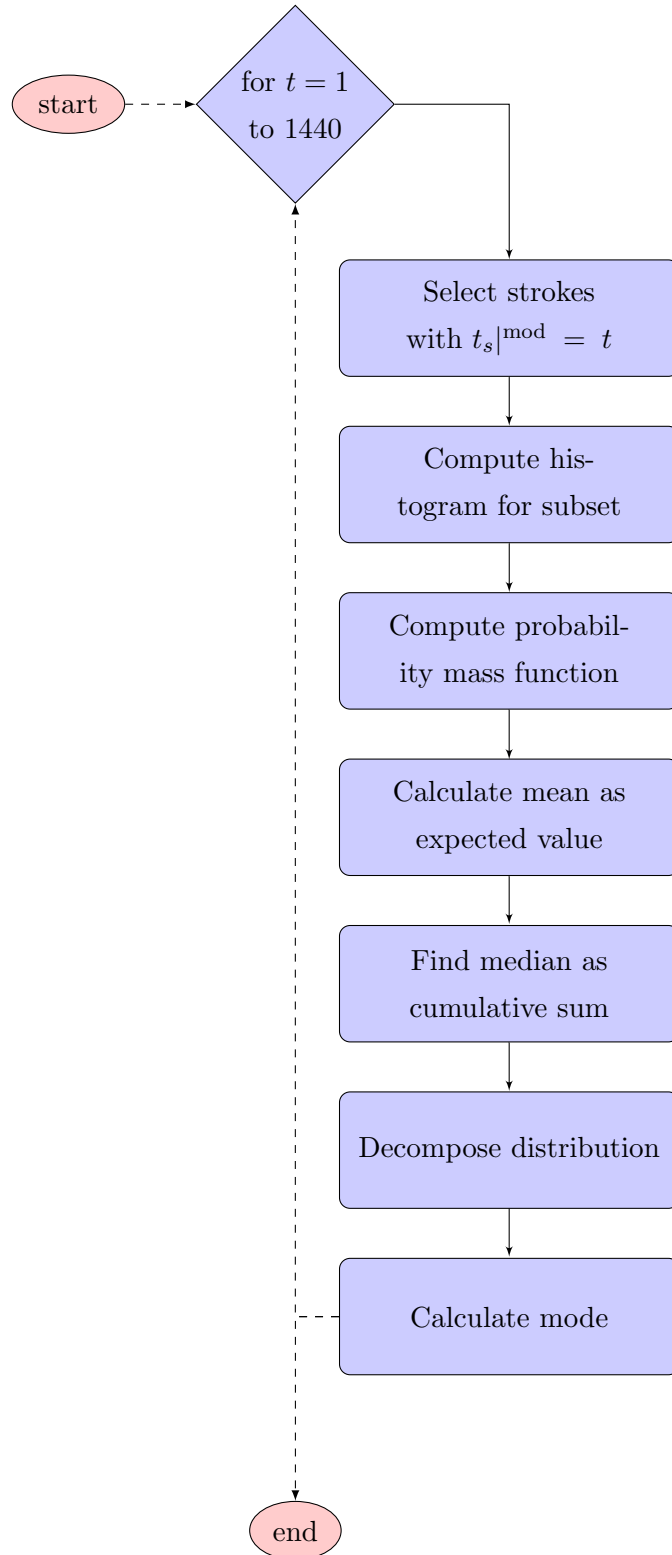 start
for t = 1
to 1440
Select strokes
with tₛ|ᵐᵒᵈ = t
Compute his-
togram for subset
Compute probabil-
ity mass function
Calculate mean as
expected value
Find median as
cumulative sum
Decompose distribution
Calculate mode
end